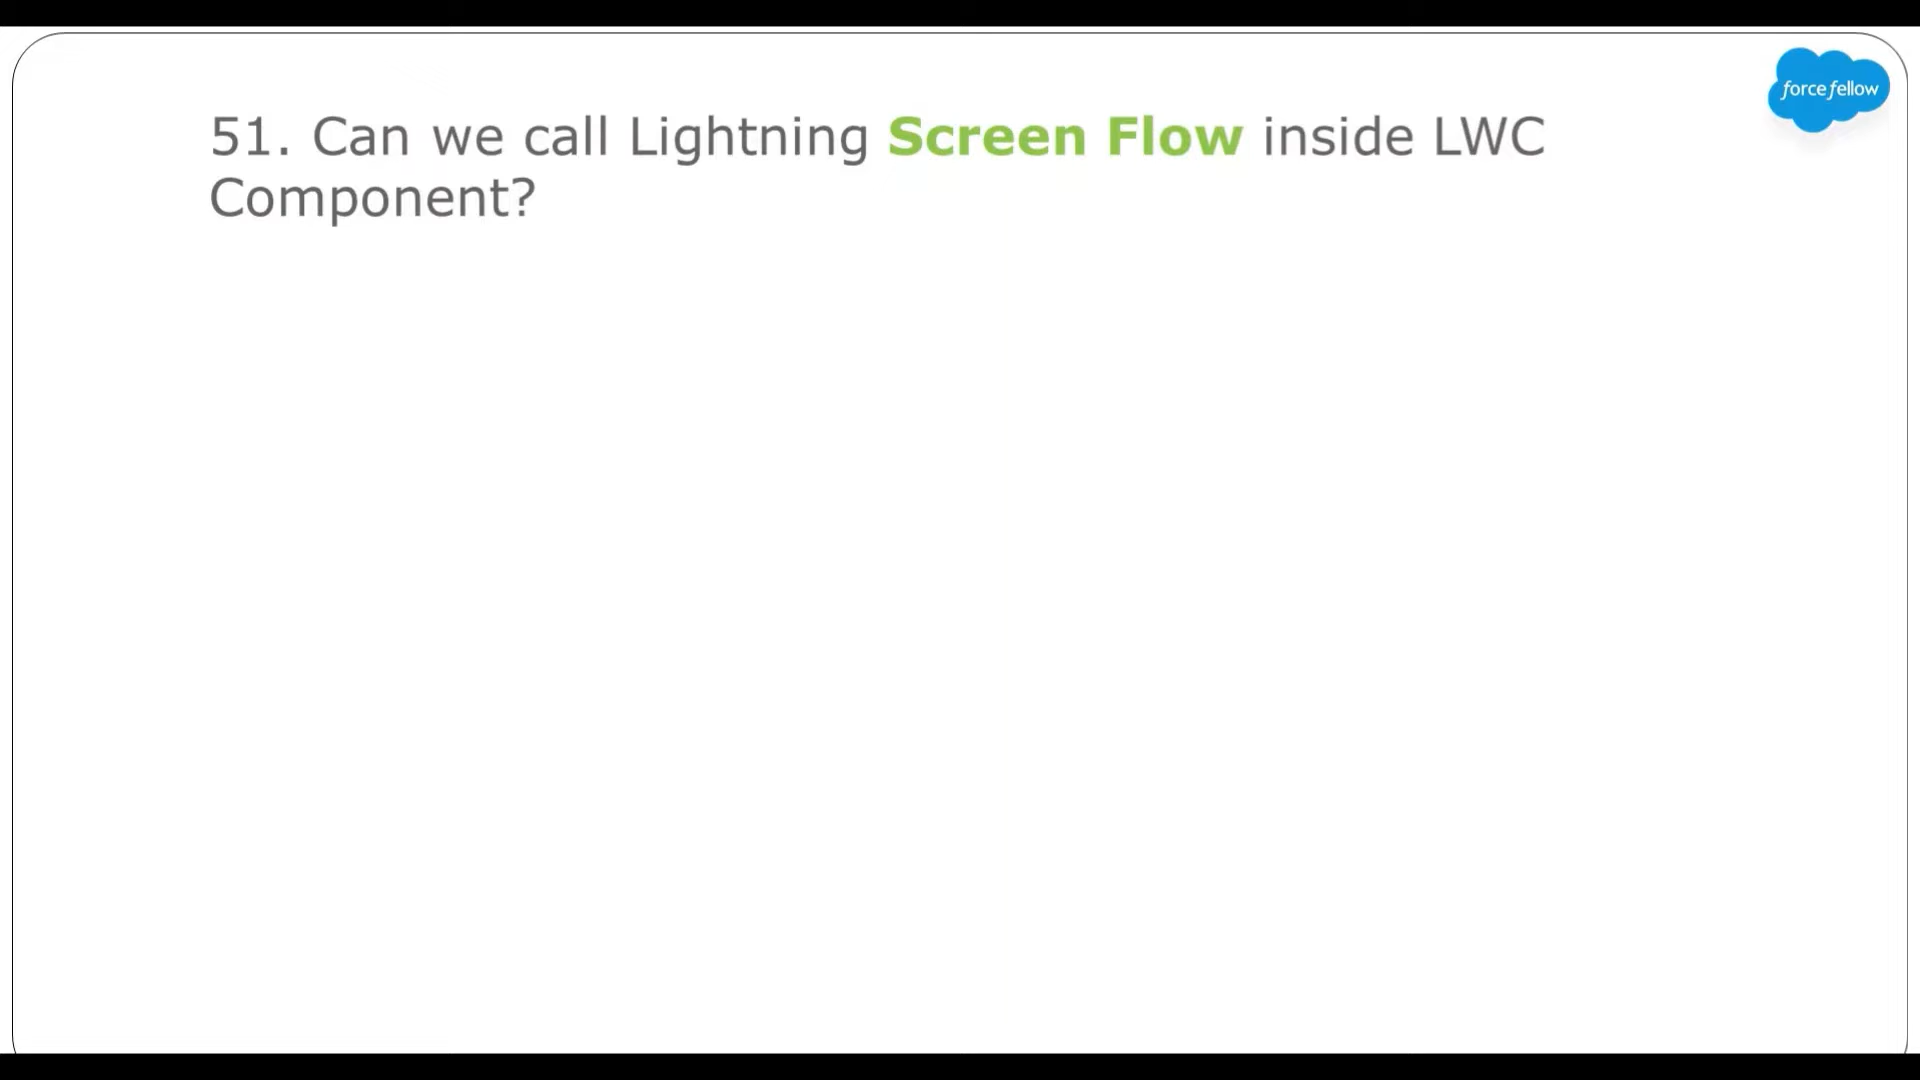 force fellow
51. Can we call Lightning Screen Flow inside LWC
Component?